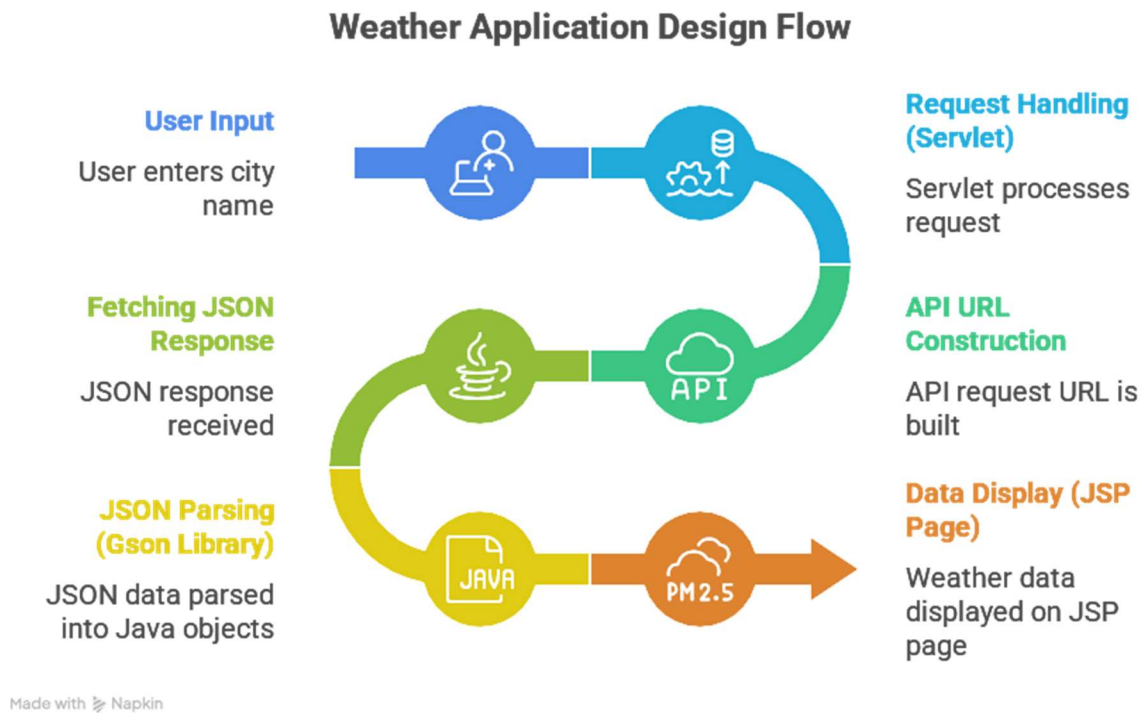 Weather Application Design Flow
User Input
User enters city
name
Request Handling
(Servlet)
Servlet processes
request
API URL
Construction
API request URL is
built
API
Fetching JSON
Response
JSON response
received
JSON Parsing
(Gson Library)
JSON data parsed
into Java objects
JAVA
PM2.5
Data Display (JSP
Page)
Weather data
displayed on JSP
page
Made with Napkin